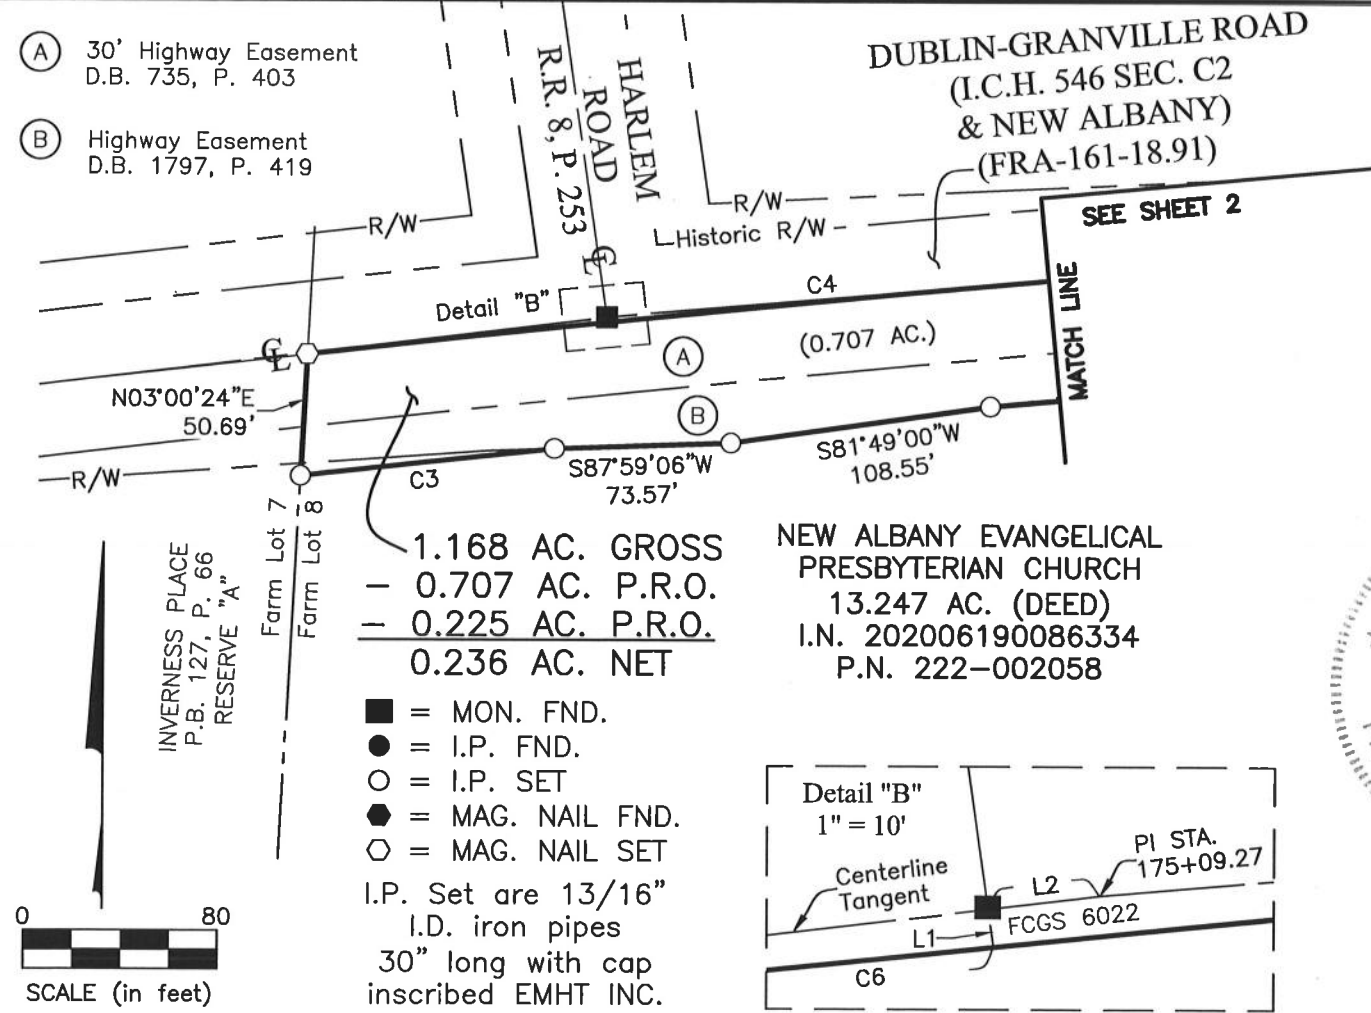 A
30' Highway Easement
D.B. 735, P. 403
B
Highway Easement
D.B. 1797, P. 419
HARLEM
ROAD
R.R. 8, P. 253
DUBLIN-GRANVILLE ROAD
(I.C.H. 546 SEC. C2
& NEW ALBANY)
(FRA-161-18.91)
R/W
R/W
Historic R/W
SEE SHEET 2
MATCH LINE
CL
Detail "B"
C4
(0.707 AC.)
A
B
CL
N03°00'24"E
50.69'
R/W
C3
S87°59'06"W
73.57'
S81°49'00"W
108.55'
Farm Lot 7
Farm Lot 8
INVERNESS PLACE
P.B. 127, P. 66
RESERVE "A"
1.168 AC. GROSS
- 0.707 AC. P.R.O.
- 0.225 AC. P.R.O.
0.236 AC. NET
NEW ALBANY EVANGELICAL
PRESBYTERIAN CHURCH
13.247 AC. (DEED)
I.N. 202006190086334
P.N. 222-002058
= MON. FND.
= I.P. FND.
= I.P. SET
= MAG. NAIL FND.
= MAG. NAIL SET
I.P. Set are 13/16"
I.D. iron pipes
30" long with cap
inscribed EMHT INC.
0 80
SCALE (in feet)
Detail "B"
1" = 10'
Centerline
Tangent
L2
PI STA.
175+09.27
L1
FCGS 6022
C6